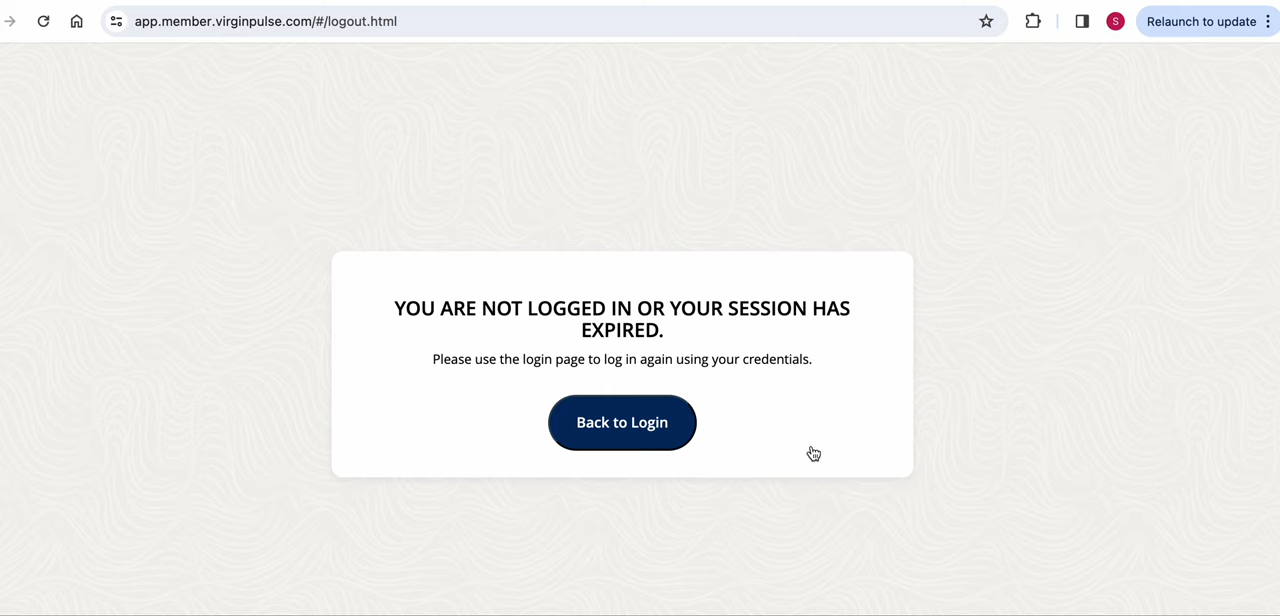 app.member.virginpulse.com/#/logout.html
S
Relaunch to update
YOU ARE NOT LOGGED IN OR YOUR SESSION HAS
EXPIRED.
Please use the login page to log in again using your credentials.
Back to Login